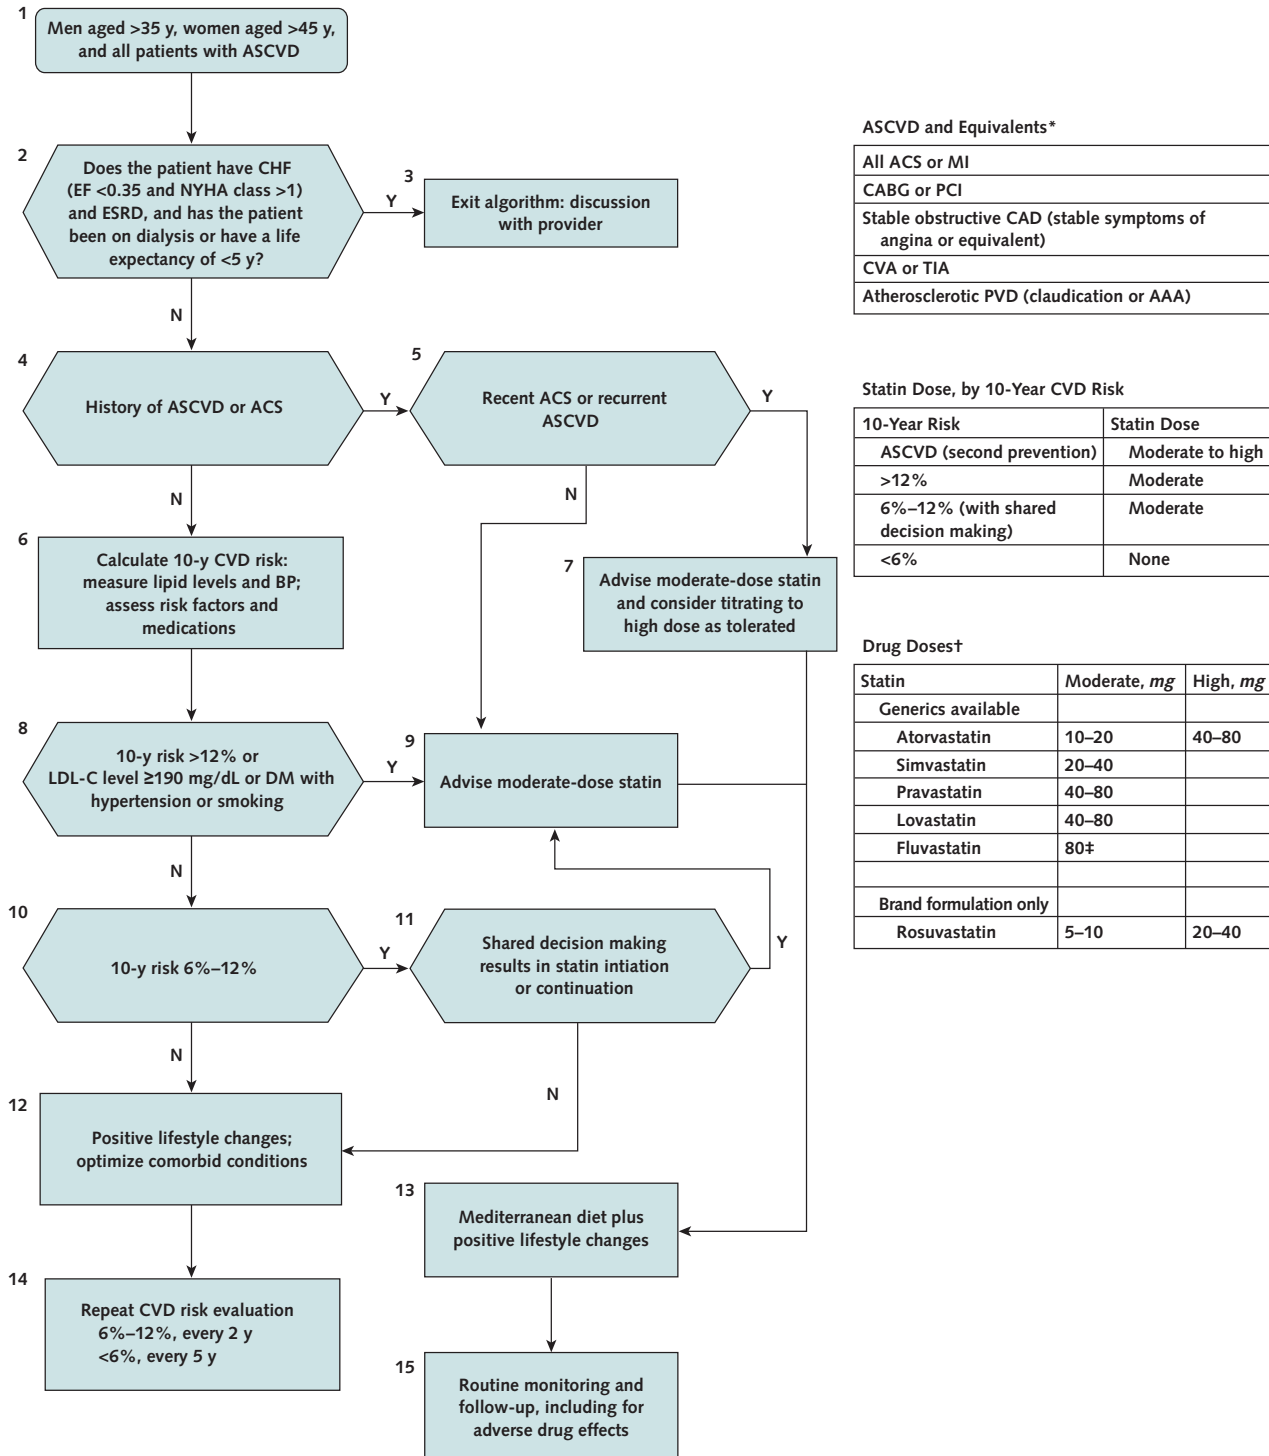 1
Men aged >35 y, women aged >45 y,
and all patients with ASCVD
2
Does the patient have CHF
(EF <0.35 and NYHA class >1)
and ESRD, and has the patient
been on dialysis or have a life
expectancy of <5 y?
Y
3
Exit algorithm: discussion
with provider
N
4
History of ASCVD or ACS
Y
5
Recent ACS or recurrent
ASCVD
Y
N
N
6
Calculate 10-y CVD risk:
measure lipid levels and BP;
assess risk factors and
medications
7
Advise moderate-dose statin
and consider titrating to
high dose as tolerated
8
10-y risk >12% or
LDL-C level ≥190 mg/dL or DM with
hypertension or smoking
Y
9
Advise moderate-dose statin
N
10
10-y risk 6%–12%
Y
11
Shared decision making
results in statin intiation
or continuation
Y
N
N
12
Positive lifestyle changes;
optimize comorbid conditions
13
Mediterranean diet plus
positive lifestyle changes
14
Repeat CVD risk evaluation
6%–12%, every 2 y
<6%, every 5 y
15
Routine monitoring and
follow-up, including for
adverse drug effects
ASCVD and Equivalents*
All ACS or MI
CABG or PCI
Stable obstructive CAD (stable symptoms of
angina or equivalent)
CVA or TIA
Atherosclerotic PVD (claudication or AAA)
Statin Dose, by 10-Year CVD Risk
10-Year Risk Statin Dose
ASCVD (second prevention) Moderate to high
>12% Moderate
6%–12% (with shared Moderate
decision making)
<6% None
Drug Doses†
Statin Moderate, mg High, mg
Generics available
Atorvastatin 10–20 40–80
Simvastatin 20–40
Pravastatin 40–80
Lovastatin 40–80
Fluvastatin 80‡
Brand formulation only
Rosuvastatin 5–10 20–40